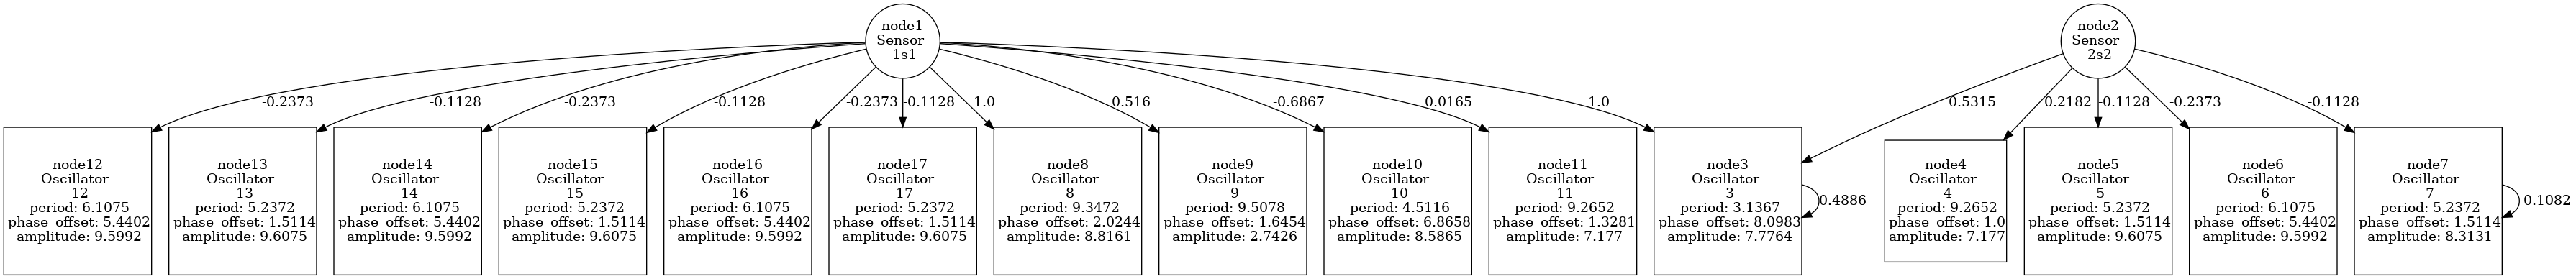 node1
Sensor
1s1
node2
Sensor
2s2
-0.2373
-0.1128
-0.2373
-0.1128
-0.2373
-0.1128
1.0
0.516
-0.6867
0.0165
1.0
0.5315
0.2182
-0.1128
-0.2373
-0.1128
node12
Oscillator
12
period: 6.1075
phase_offset: 5.4402
amplitude: 9.5992
node13
Oscillator
13
period: 5.2372
phase_offset: 1.5114
amplitude: 9.6075
node14
Oscillator
14
period: 6.1075
phase_offset: 5.4402
amplitude: 9.5992
node15
Oscillator
15
period: 5.2372
phase_offset: 1.5114
amplitude: 9.6075
node16
Oscillator
16
period: 6.1075
phase_offset: 5.4402
amplitude: 9.5992
node17
Oscillator
17
period: 5.2372
phase_offset: 1.5114
amplitude: 9.6075
node8
Oscillator
8
period: 9.3472
phase_offset: 2.0244
amplitude: 8.8161
node9
Oscillator
9
period: 9.5078
phase_offset: 1.6454
amplitude: 2.7426
node10
Oscillator
10
period: 4.5116
phase_offset: 6.8658
amplitude: 8.5865
node11
Oscillator
11
period: 9.2652
phase_offset: 1.3281
amplitude: 7.177
node3
Oscillator
3
period: 3.1367
phase_offset: 8.0983
amplitude: 7.7764
0.4886
node4
Oscillator
4
period: 9.2652
phase_offset: 1.0
amplitude: 7.177
node5
Oscillator
5
period: 5.2372
phase_offset: 1.5114
amplitude: 9.6075
node6
Oscillator
6
period: 6.1075
phase_offset: 5.4402
amplitude: 9.5992
node7
Oscillator
7
period: 5.2372
phase_offset: 1.5114
amplitude: 8.3131
-0.1082